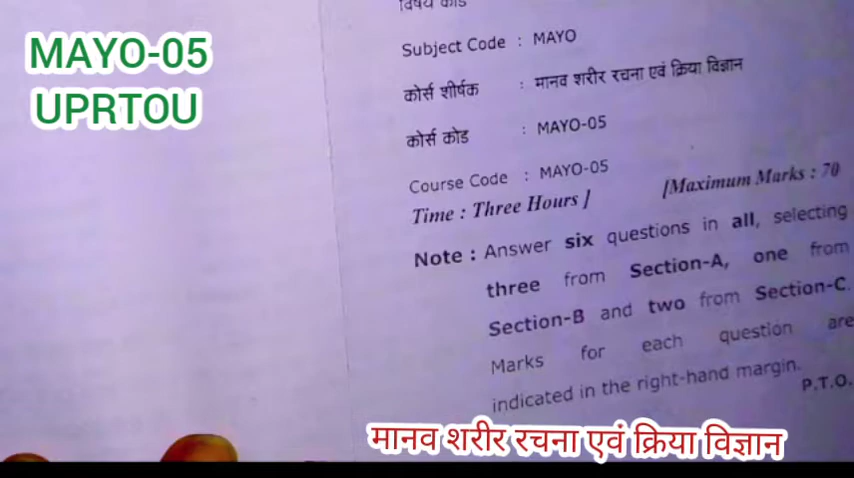 MAYO-05
UPRTOU
विषय कोड
Subject Code : MAYO
कोर्स शीर्षक : मानव शरीर रचना एवं क्रिया विज्ञान
कोर्स कोड : MAYO-05
Course Code : MAYO-05
Time : Three Hours ] [Maximum Marks : 70
Note : Answer six questions in all, selecting
three from Section-A, one from
Section-B and two from Section-C.
Marks for each question are
indicated in the right-hand margin.
P.T.O.
मानव शरीर रचना एवं क्रिया विज्ञान